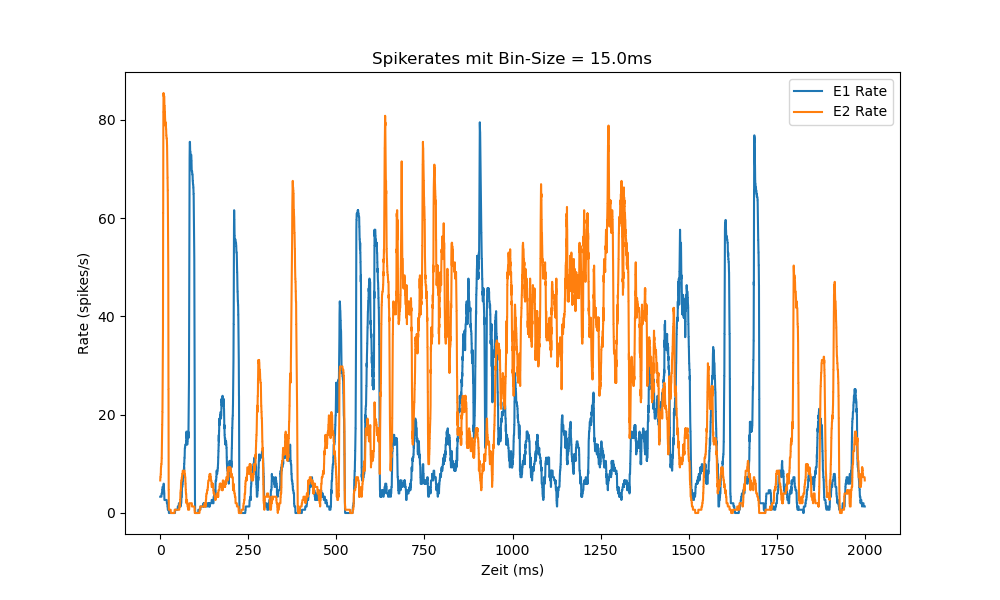 Spikerates mit Bin-Size = 15.0ms
E1 Rate
E2 Rate
Rate (spikes/s)
80
60
40
20
0
0 250 500 750 1000 1250 1500 1750 2000
Zeit (ms)